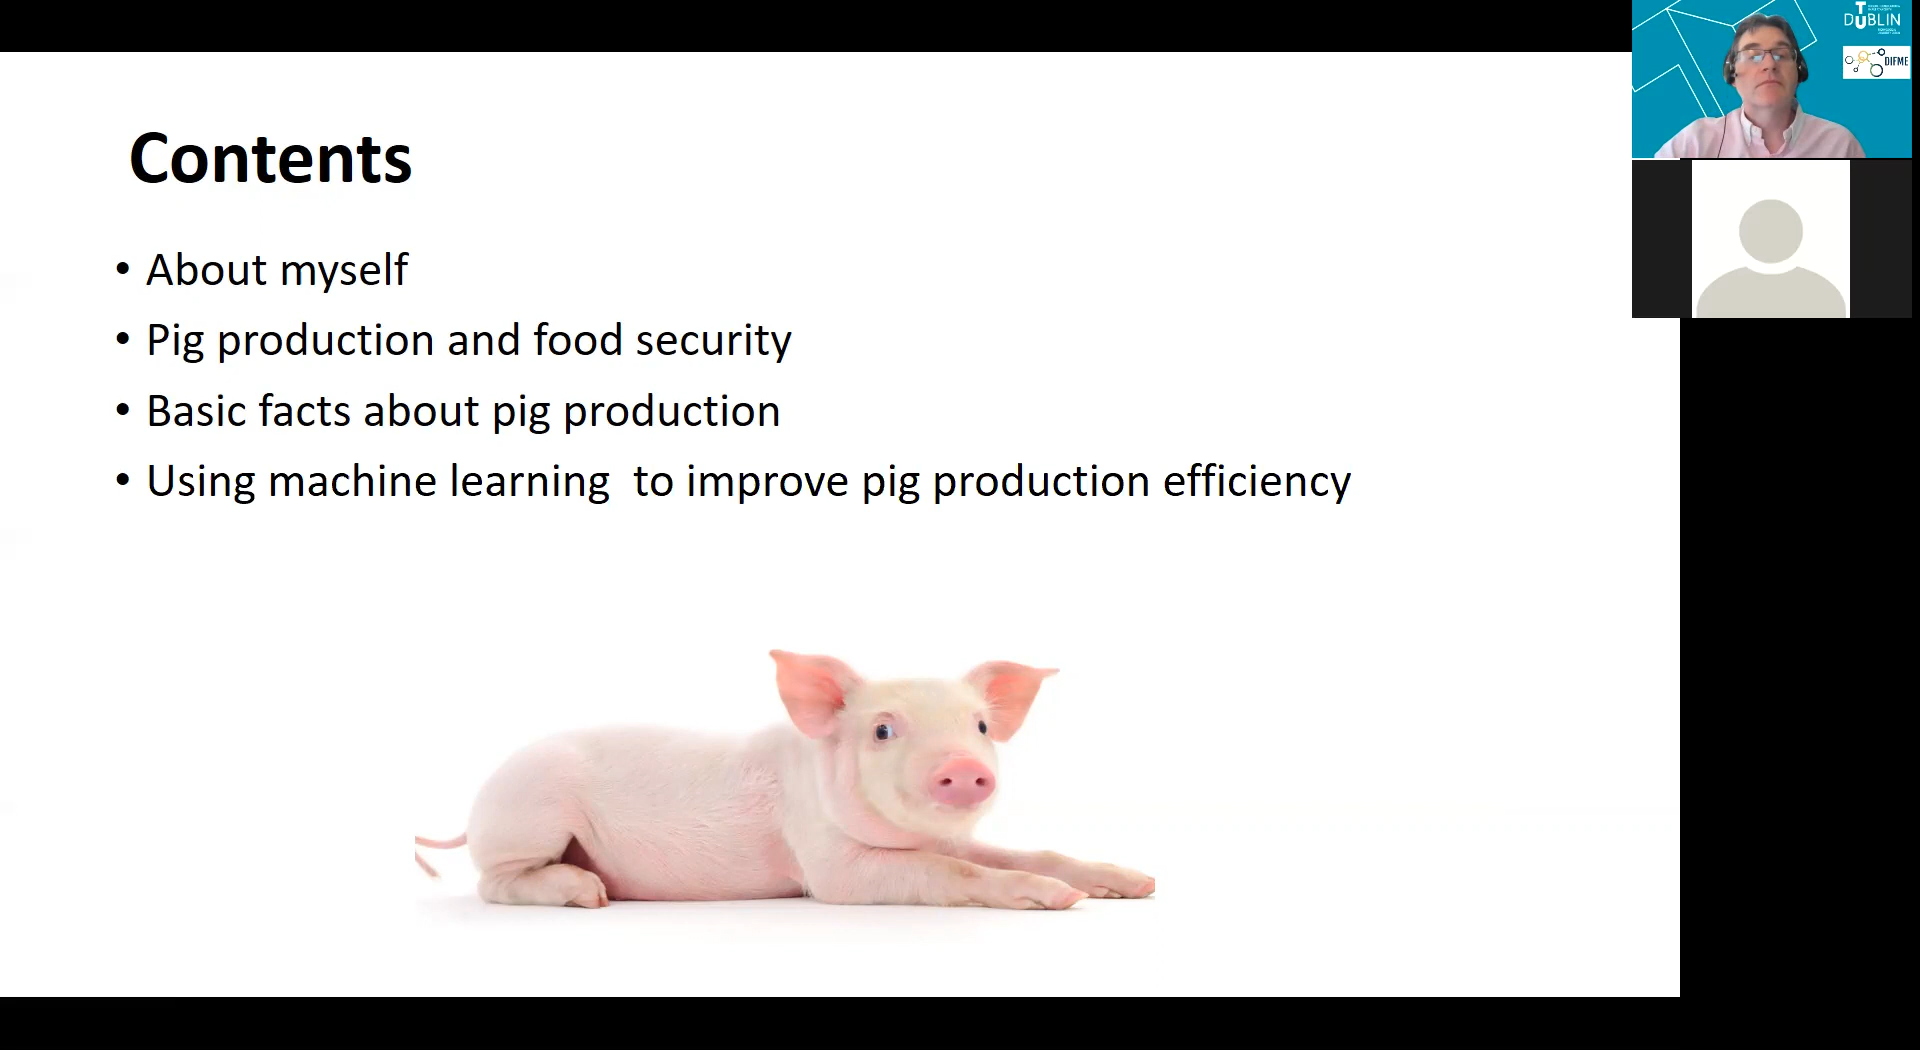 Contents
• About myself
• Pig production and food security
• Basic facts about pig production
• Using machine learning  to improve pig production efficiency
TU
DUBLIN
DIFME